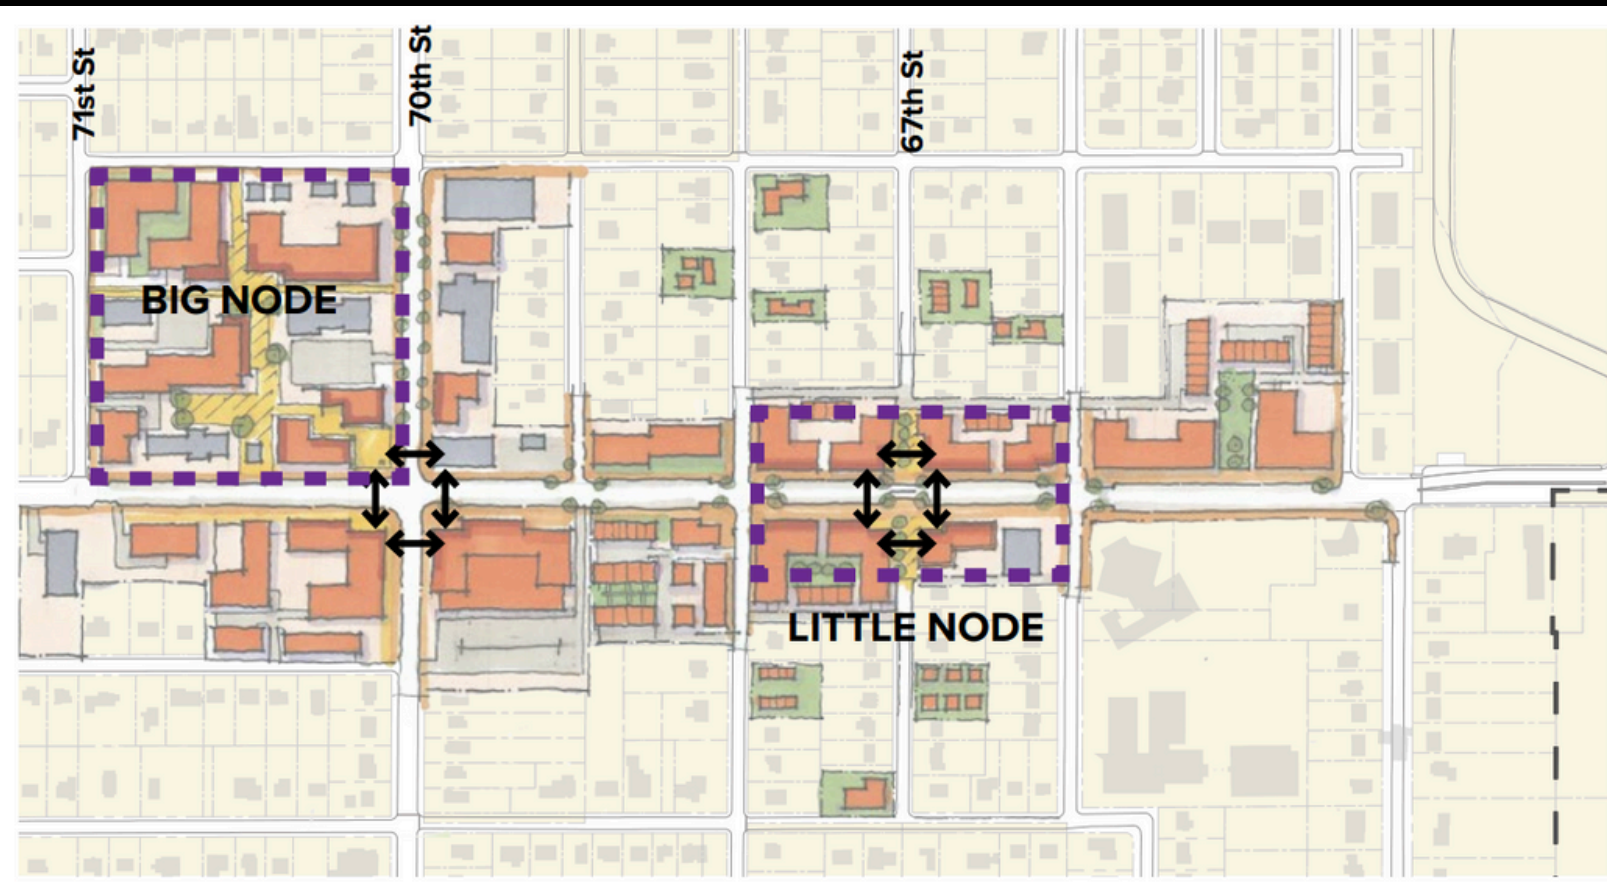 71st St
70th St
67th St
BIG NODE
LITTLE NODE